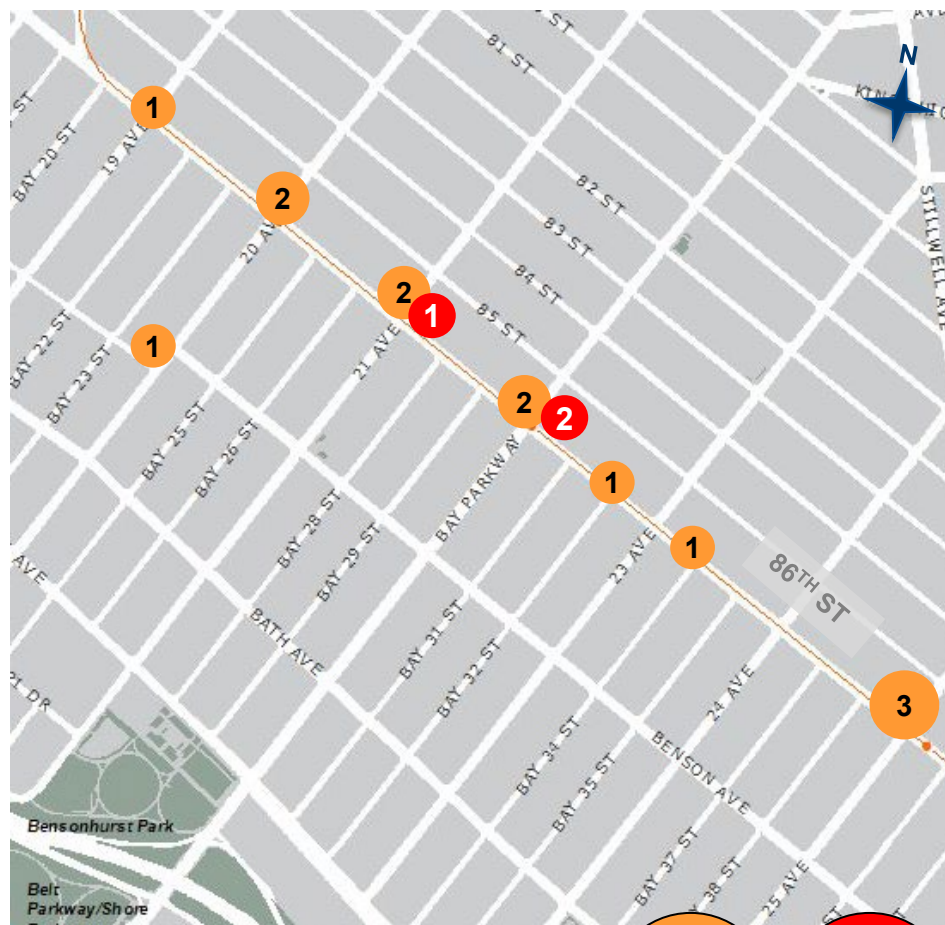 81 ST
N
1
19 AVE
BAY 20 ST
2
20 AV
82 ST
83 ST
84 ST
85 ST
STILLWELL AVE
2
1
21 AVE
1
BAY 22 ST
BAY 23 ST
BAY 25 ST
BAY 26 ST
2
2
BAY PARKWAY
1
BAY 28 ST
BAY 29 ST
23 AVE
1
86TH ST
AVE
BATH AVE
BAY 31 ST
BAY 32 ST
24 AVE
3
BAY 34 ST
BAY 35 ST
BENSON AVE
Bensonhurst Park
BAY 37 ST
38 ST
25 AVE
Belt
Parkway/Shore